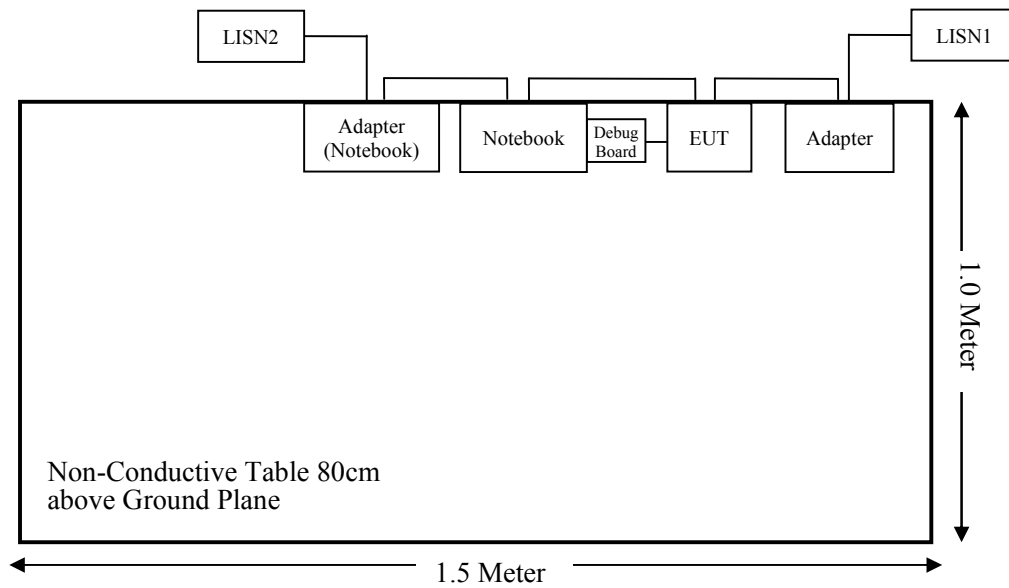 LISN2
LISN1
Adapter
(Notebook)
Notebook
Debug
Board
EUT
Adapter
1.0 Meter
Non-Conductive Table 80cm
above Ground Plane
1.5 Meter